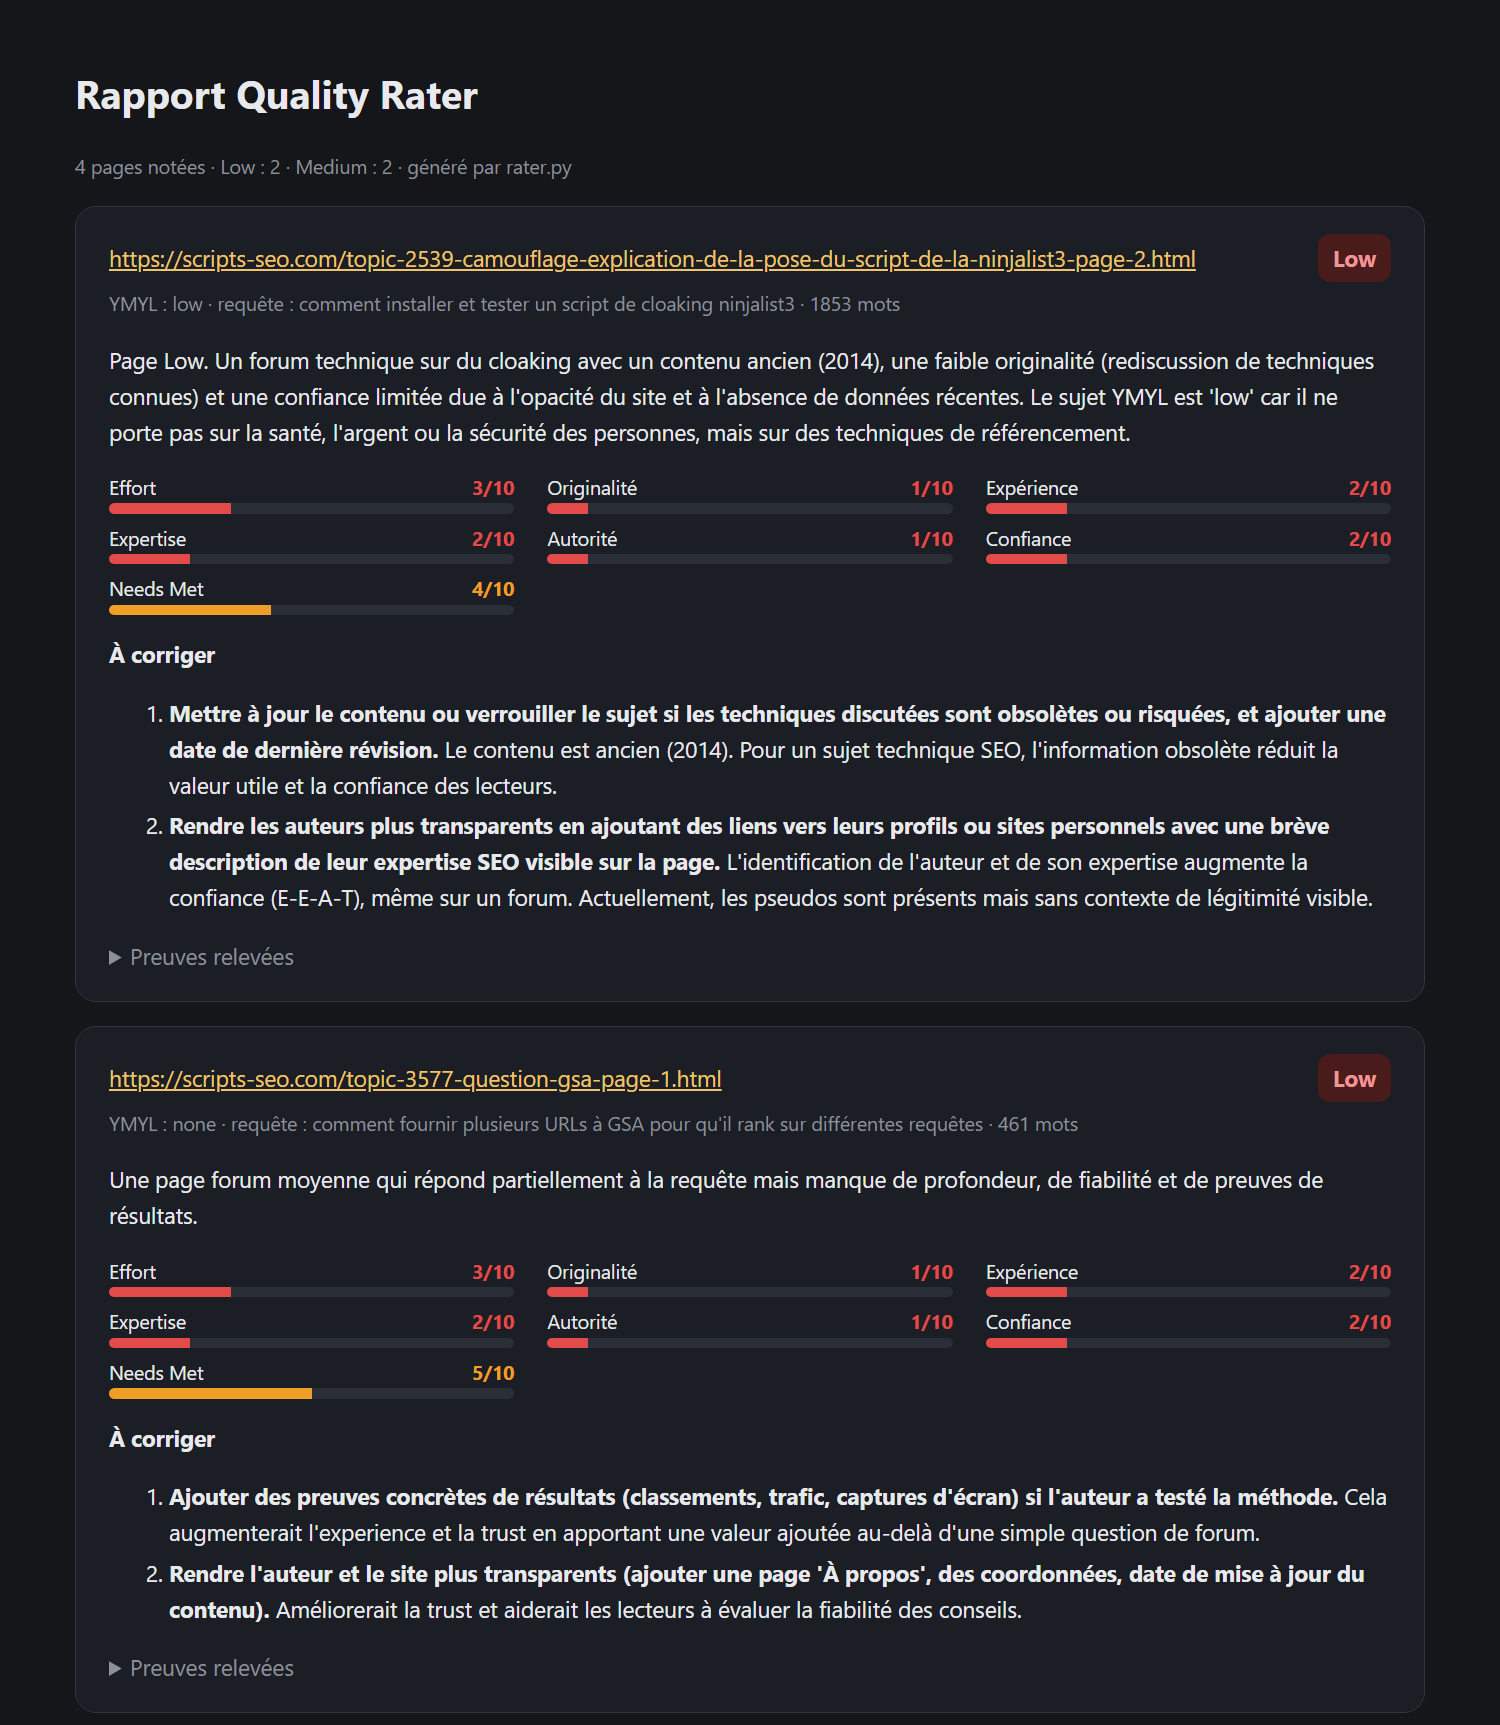 Rapport Quality Rater
4 pages notées · Low : 2 · Medium : 2 · généré par rater.py
https://scripts-seo.com/topic-2539-camouflage-explication-de-la-pose-du-script-de-la-ninjalist3-page-2.html
Low
YMYL : low · requête : comment installer et tester un script de cloaking ninjalist3 · 1853 mots
Page Low. Un forum technique sur du cloaking avec un contenu ancien (2014), une faible originalité (rediscussion de techniques
connues) et une confiance limitée due à l'opacité du site et à l'absence de données récentes. Le sujet YMYL est 'low' car il ne
porte pas sur la santé, l'argent ou la sécurité des personnes, mais sur des techniques de référencement.
Effort 3/10 Originalité 1/10 Expérience 2/10
Expertise 2/10 Autorité 1/10 Confiance 2/10
Needs Met 4/10
À corriger
1. Mettre à jour le contenu ou verrouiller le sujet si les techniques discutées sont obsolètes ou risquées, et ajouter une
date de dernière révision. Le contenu est ancien (2014). Pour un sujet technique SEO, l'information obsolète réduit la
valeur utile et la confiance des lecteurs.
2. Rendre les auteurs plus transparents en ajoutant des liens vers leurs profils ou sites personnels avec une brève
description de leur expertise SEO visible sur la page. L'identification de l'auteur et de son expertise augmente la
confiance (E-E-A-T), même sur un forum. Actuellement, les pseudos sont présents mais sans contexte de légitimité visible.
▶ Preuves relevées
https://scripts-seo.com/topic-3577-question-gsa-page-1.html
Low
YMYL : none · requête : comment fournir plusieurs URLs à GSA pour qu'il rank sur différentes requêtes · 461 mots
Une page forum moyenne qui répond partiellement à la requête mais manque de profondeur, de fiabilité et de preuves de
résultats.
Effort 3/10 Originalité 1/10 Expérience 2/10
Expertise 2/10 Autorité 1/10 Confiance 2/10
Needs Met 5/10
À corriger
1. Ajouter des preuves concrètes de résultats (classements, trafic, captures d'écran) si l'auteur a testé la méthode. Cela
augmenterait l'experience et la trust en apportant une valeur ajoutée au-delà d'une simple question de forum.
2. Rendre l'auteur et le site plus transparents (ajouter une page 'À propos', des coordonnées, date de mise à jour du
contenu). Améliorerait la trust et aiderait les lecteurs à évaluer la fiabilité des conseils.
▶ Preuves relevées